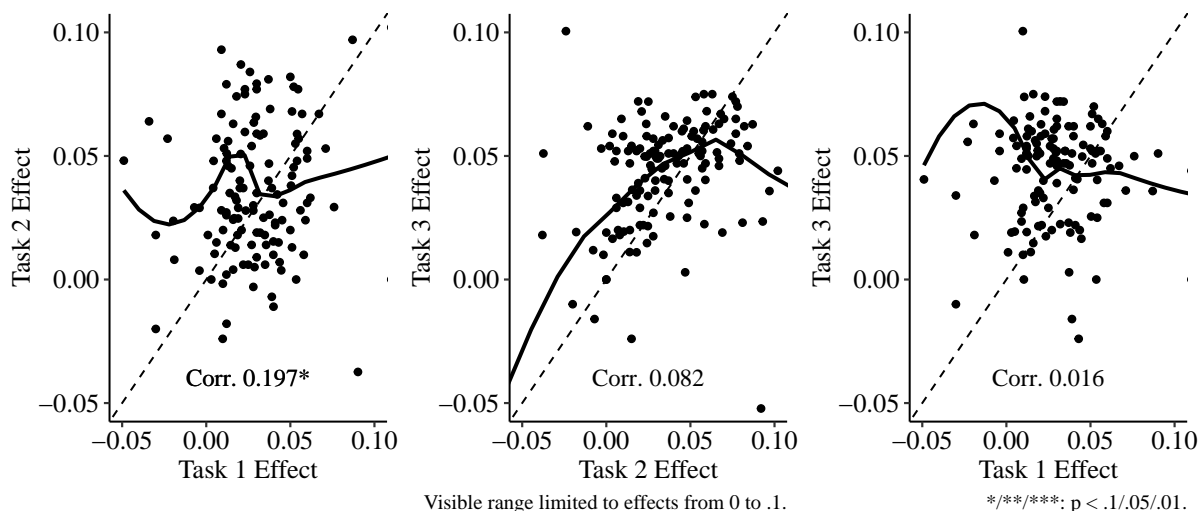 0.10
0.05
0.00
−0.05
Task 2 Effect
Corr. 0.197*
−0.05 0.00 0.05 0.10
Task 1 Effect
0.10
0.05
0.00
−0.05
Task 3 Effect
Corr. 0.082
−0.05 0.00 0.05 0.10
Task 2 Effect
0.10
0.05
0.00
−0.05
Task 3 Effect
Corr. 0.016
−0.05 0.00 0.05 0.10
Task 1 Effect
Visible range limited to effects from 0 to .1.
*/**/***: p < .1/.05/.01.